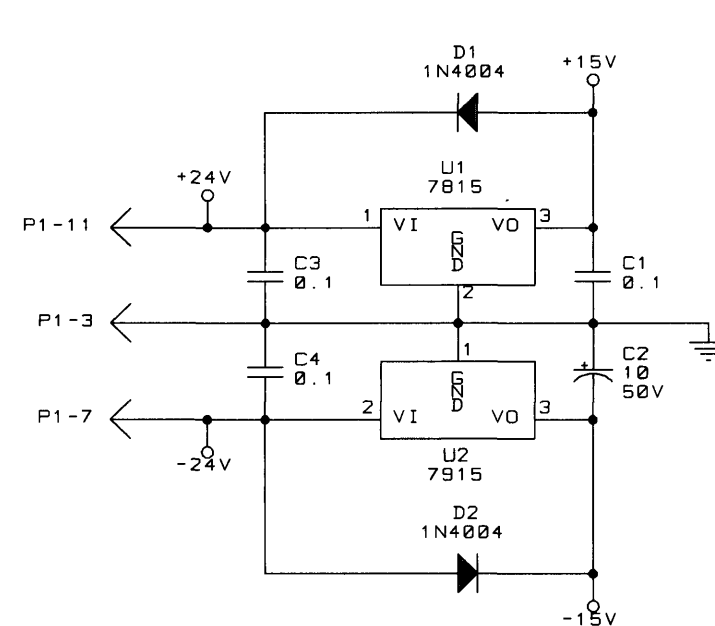 D1
1N4004
+15V
+24V
U1
7815
P1-11
1
VI
VO
3
GND
C3
0.1
C1
0.1
2
P1-3
1
C4
0.1
GND
C2
+
10
50V
P1-7
2
VI
VO
3
-24V
U2
7915
D2
1N4004
-15V